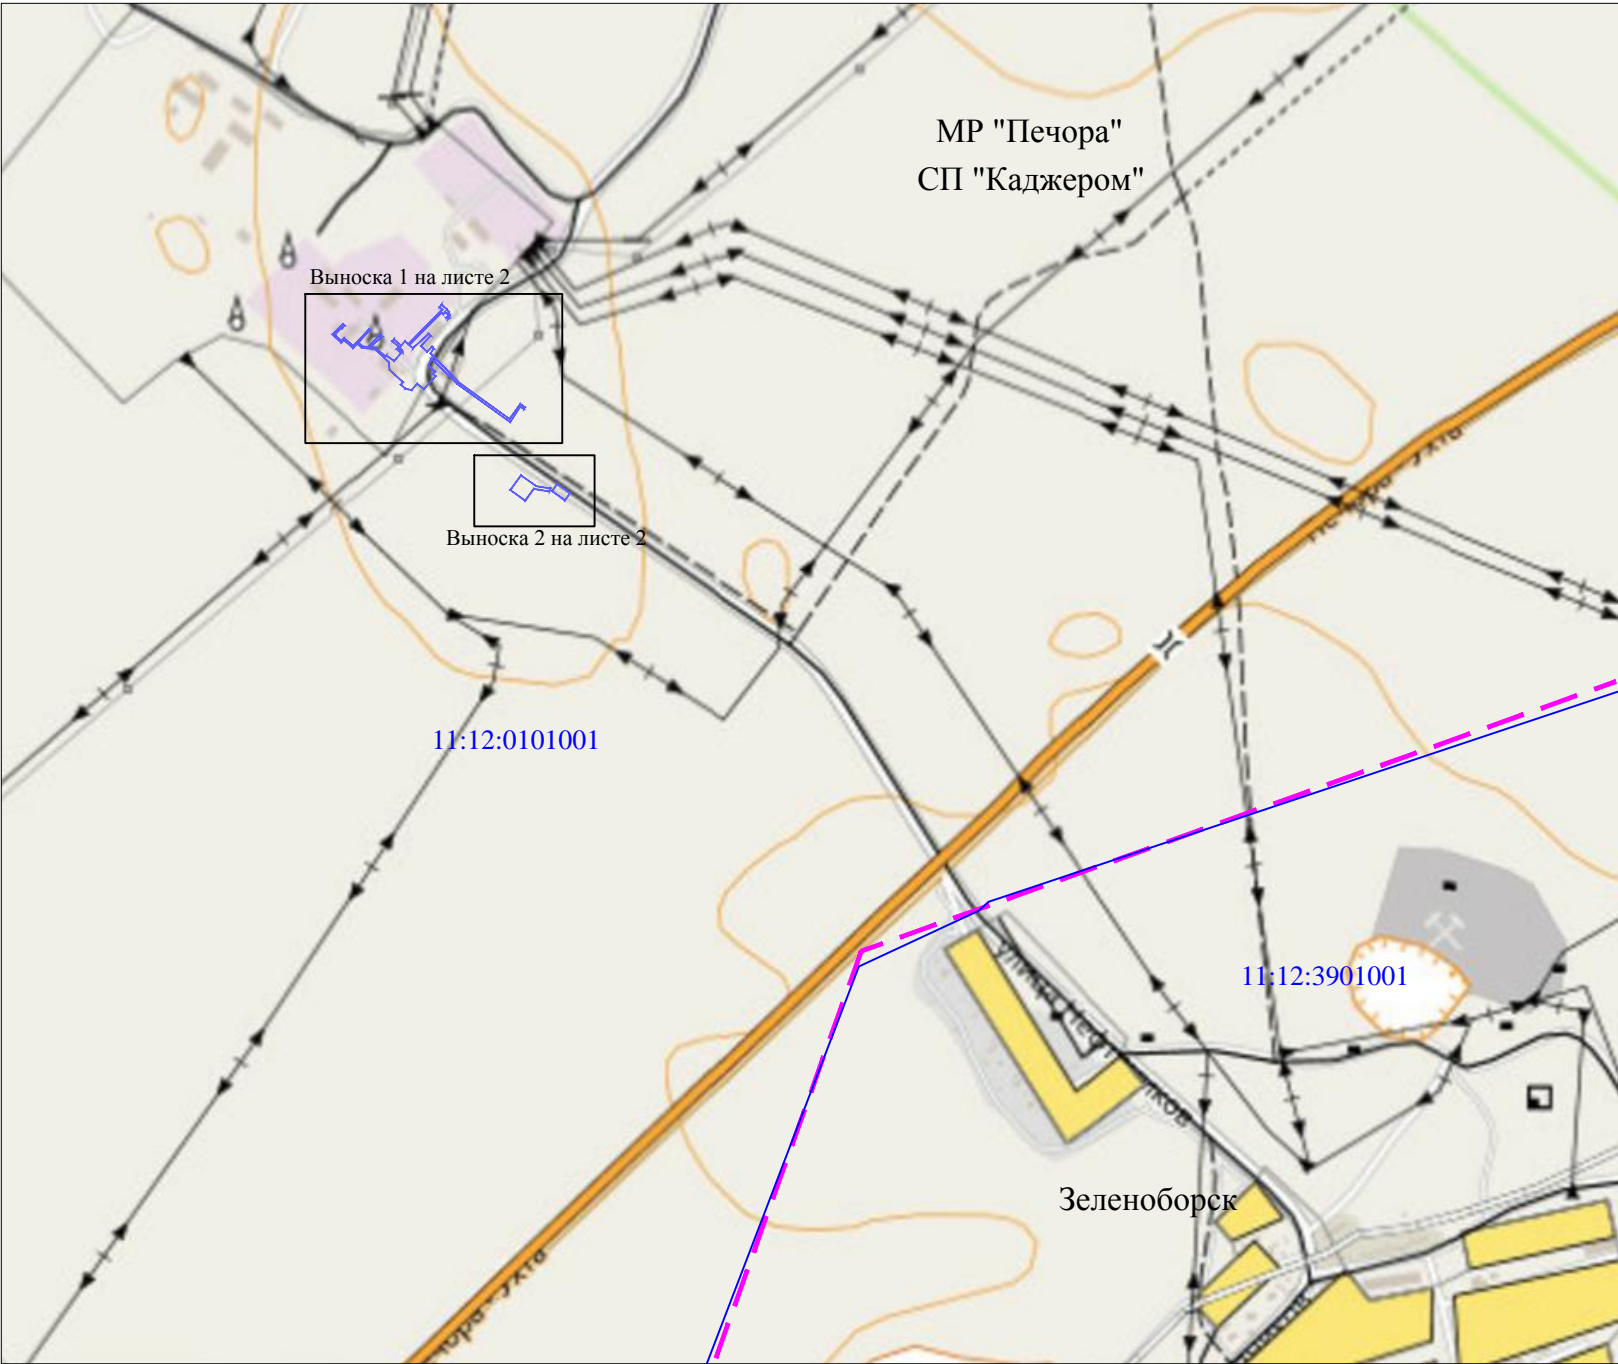 МР "Печора"
СП "Каджером"
Выноска 1 на листе 2
Выноска 2 на листе 2
11:12:0101001
11:12:3901001
Зеленоборск